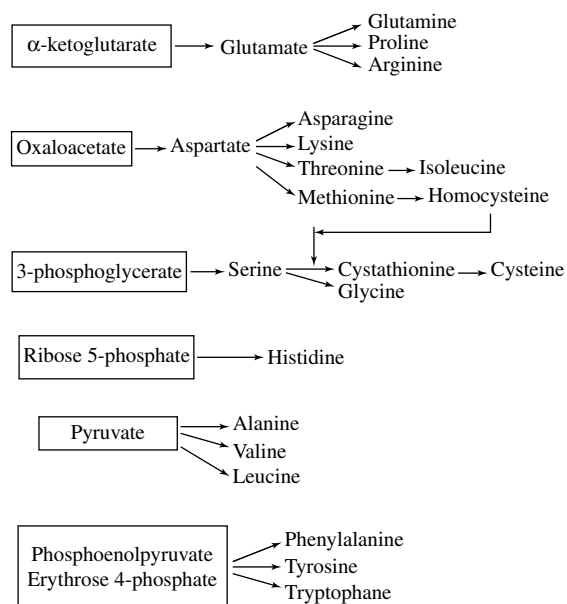 α-ketoglutarate
Glutamate
Glutamine
Proline
Arginine
Oxaloacetate
Aspartate
Asparagine
Lysine
Threonine
Isoleucine
Methionine
Homocysteine
3-phosphoglycerate
Serine
Cystathionine
Cysteine
Glycine
Ribose 5-phosphate
Histidine
Pyruvate
Alanine
Valine
Leucine
Phosphoenolpyruvate
Erythrose 4-phosphate
Phenylalanine
Tyrosine
Tryptophane